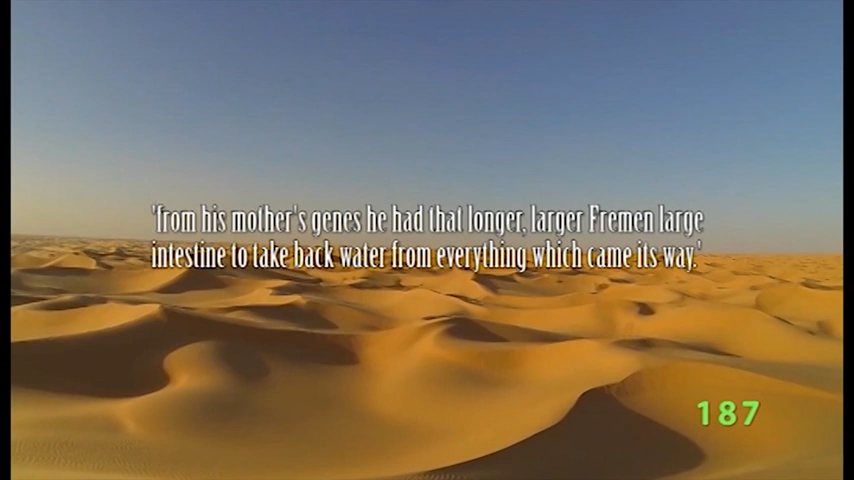 'from his mother's genes he had that longer, larger Fremen large
intestine to take back water from everything which came its way.'
187